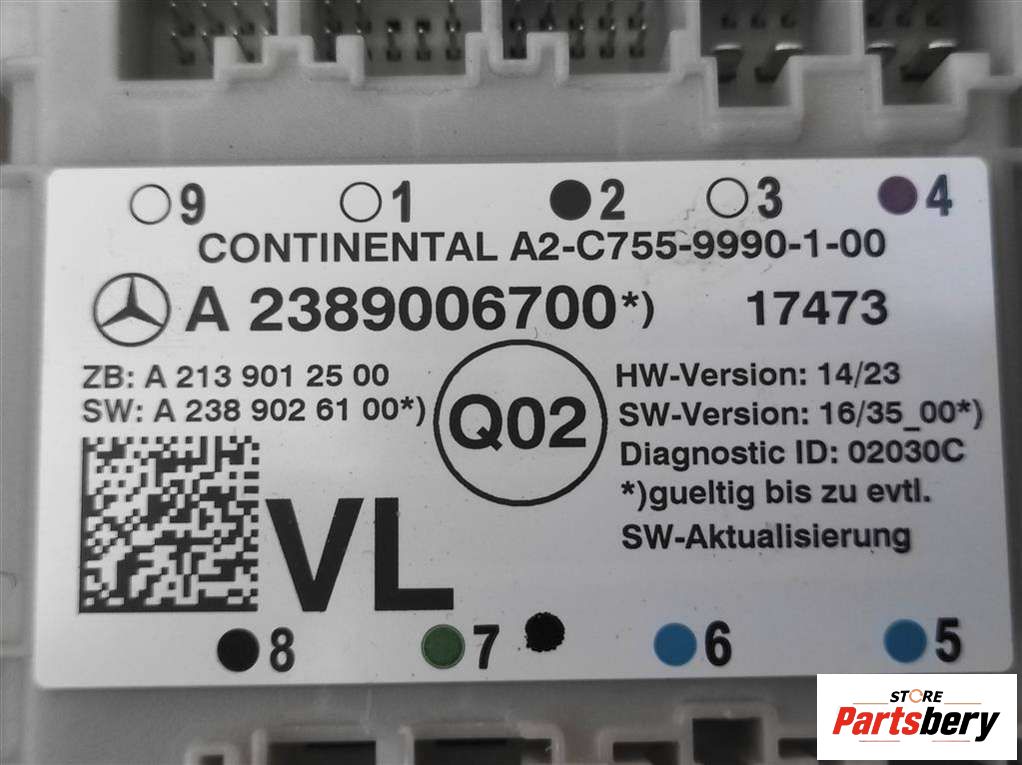 9 1 2 3 4
CONTINENTAL A2-C755-9990-1-00
A 2389006700*) 17473
ZB: A 213 901 25 00
SW: A 238 902 61 00*)
Q02
HW-Version: 14/23
SW-Version: 16/35_00*)
Diagnostic ID: 02030C
*)gueltig bis zu evtl.
SW-Aktualisierung
VL
8 7 6 5
STORE
Partsbery